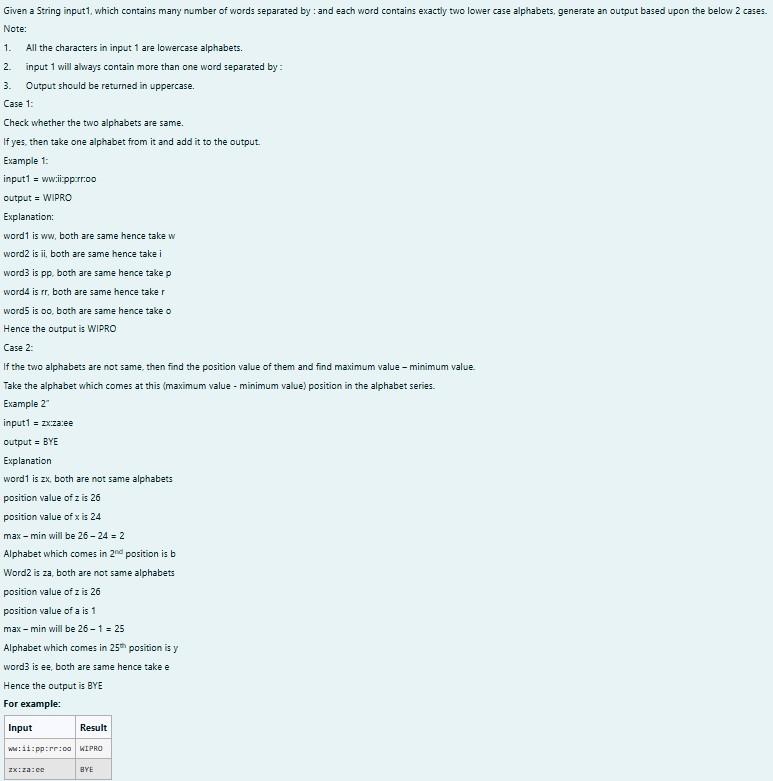 Given a String input1, which contains many number of words separated by : and each word contains exactly two lower case alphabets, generate an output based upon the below 2 cases.
Note:
1. All the characters in input 1 are lowercase alphabets.
2. input 1 will always contain more than one word separated by :
3. Output should be returned in uppercase.
Case 1:
Check whether the two alphabets are same.
If yes, then take one alphabet from it and add it to the output.
Example 1:
input1 = ww:ii:pp:rr:oo
output = WIPRO
Explanation:
word1 is ww, both are same hence take w
word2 is ii, both are same hence take i
word3 is pp, both are same hence take p
word4 is rr, both are same hence take r
word5 is oo, both are same hence take o
Hence the output is WIPRO
Case 2:
If the two alphabets are not same, then find the position value of them and find maximum value – minimum value.
Take the alphabet which comes at this (maximum value - minimum value) position in the alphabet series.
Example 2"
input1 = zx:za:ee
output = BYE
Explanation
word1 is zx, both are not same alphabets
position value of z is 26
position value of x is 24
max – min will be 26 – 24 = 2
Alphabet which comes in 2nd position is b
Word2 is za, both are not same alphabets
position value of z is 26
position value of a is 1
max – min will be 26 – 1 = 25
Alphabet which comes in 25th position is y
word3 is ee, both are same hence take e
Hence the output is BYE
For example:
Input Result
ww:ii:pp:rr:oo WIPRO
zx:za:ee BYE